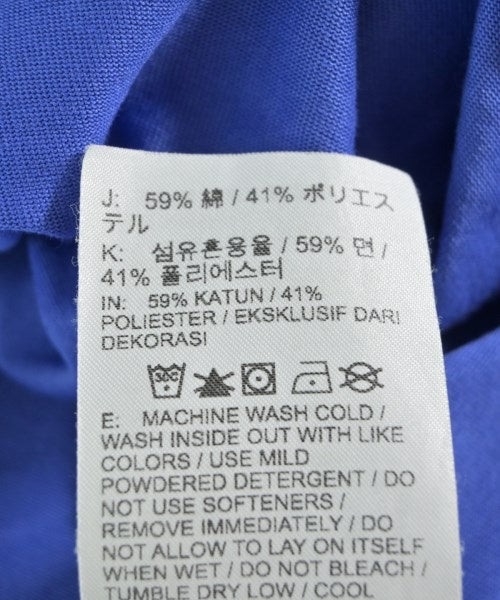 J: 59% 綿 / 41% ポリエス
テル
K: 섬유혼용율 / 59% 면 /
41% 폴리에스터
IN: 59% KATUN / 41%
POLIESTER / EKSKLUSIF DARI
DEKORASI
30C
E: MACHINE WASH COLD /
WASH INSIDE OUT WITH LIKE
COLORS / USE MILD
POWDERED DETERGENT / DO
NOT USE SOFTENERS /
REMOVE IMMEDIATELY / DO
NOT ALLOW TO LAY ON ITSELF
WHEN WET / DO NOT BLEACH /
TUMBLE DRY LOW / COOL